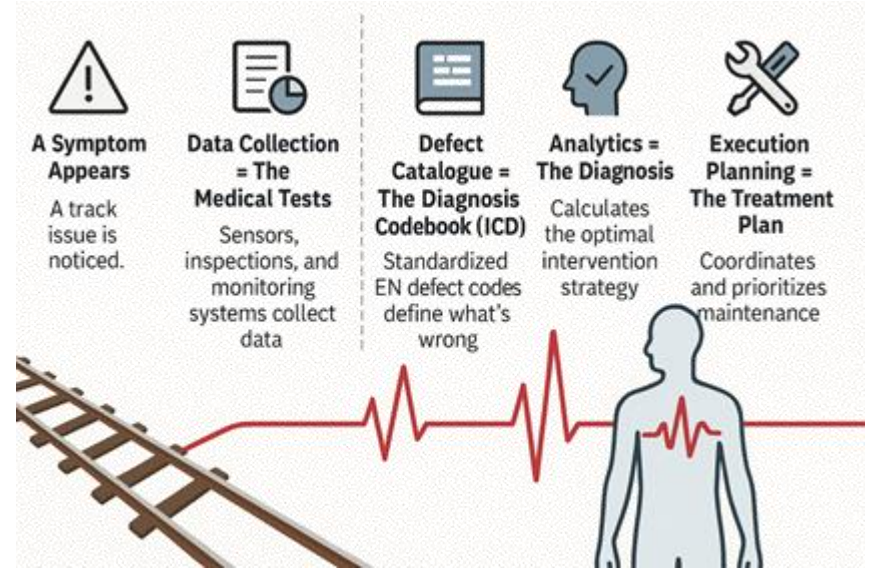 A Symptom
Appears
A track
issue is
noticed.
Data Collection
= The
Medical Tests
Sensors,
inspections, and
monitoring
systems collect
data
Defect
Catalogue =
The Diagnosis
Codebook (ICD)
Standardized
EN defect codes
define what's
wrong
Analytics =
The Diagnosis
Calculates
the optimal
intervention
strategy
Execution
Planning =
The Treatment
Plan
Coordinates
and prioritizes
maintenance